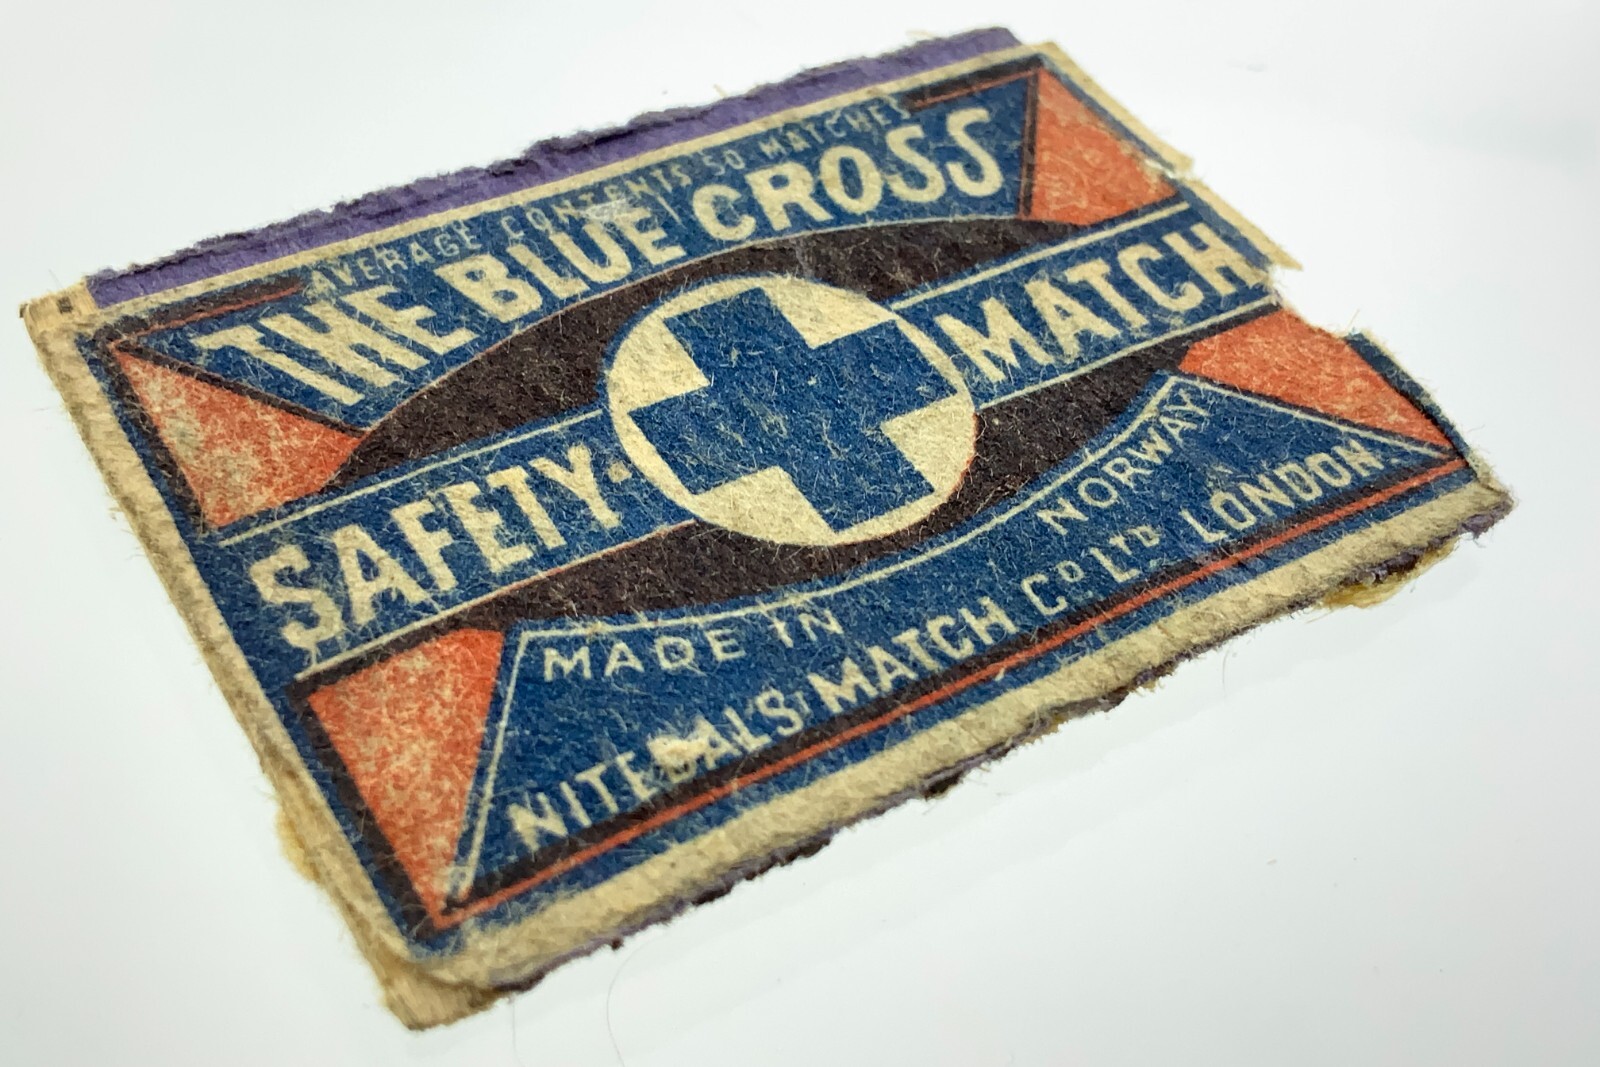 AVERAGE CONTENTS 50 MATCHES
THE BLUE CROSS
SAFETY MATCH
MADE IN NORWAY
NITEDALS MATCH Co LTD LONDON.